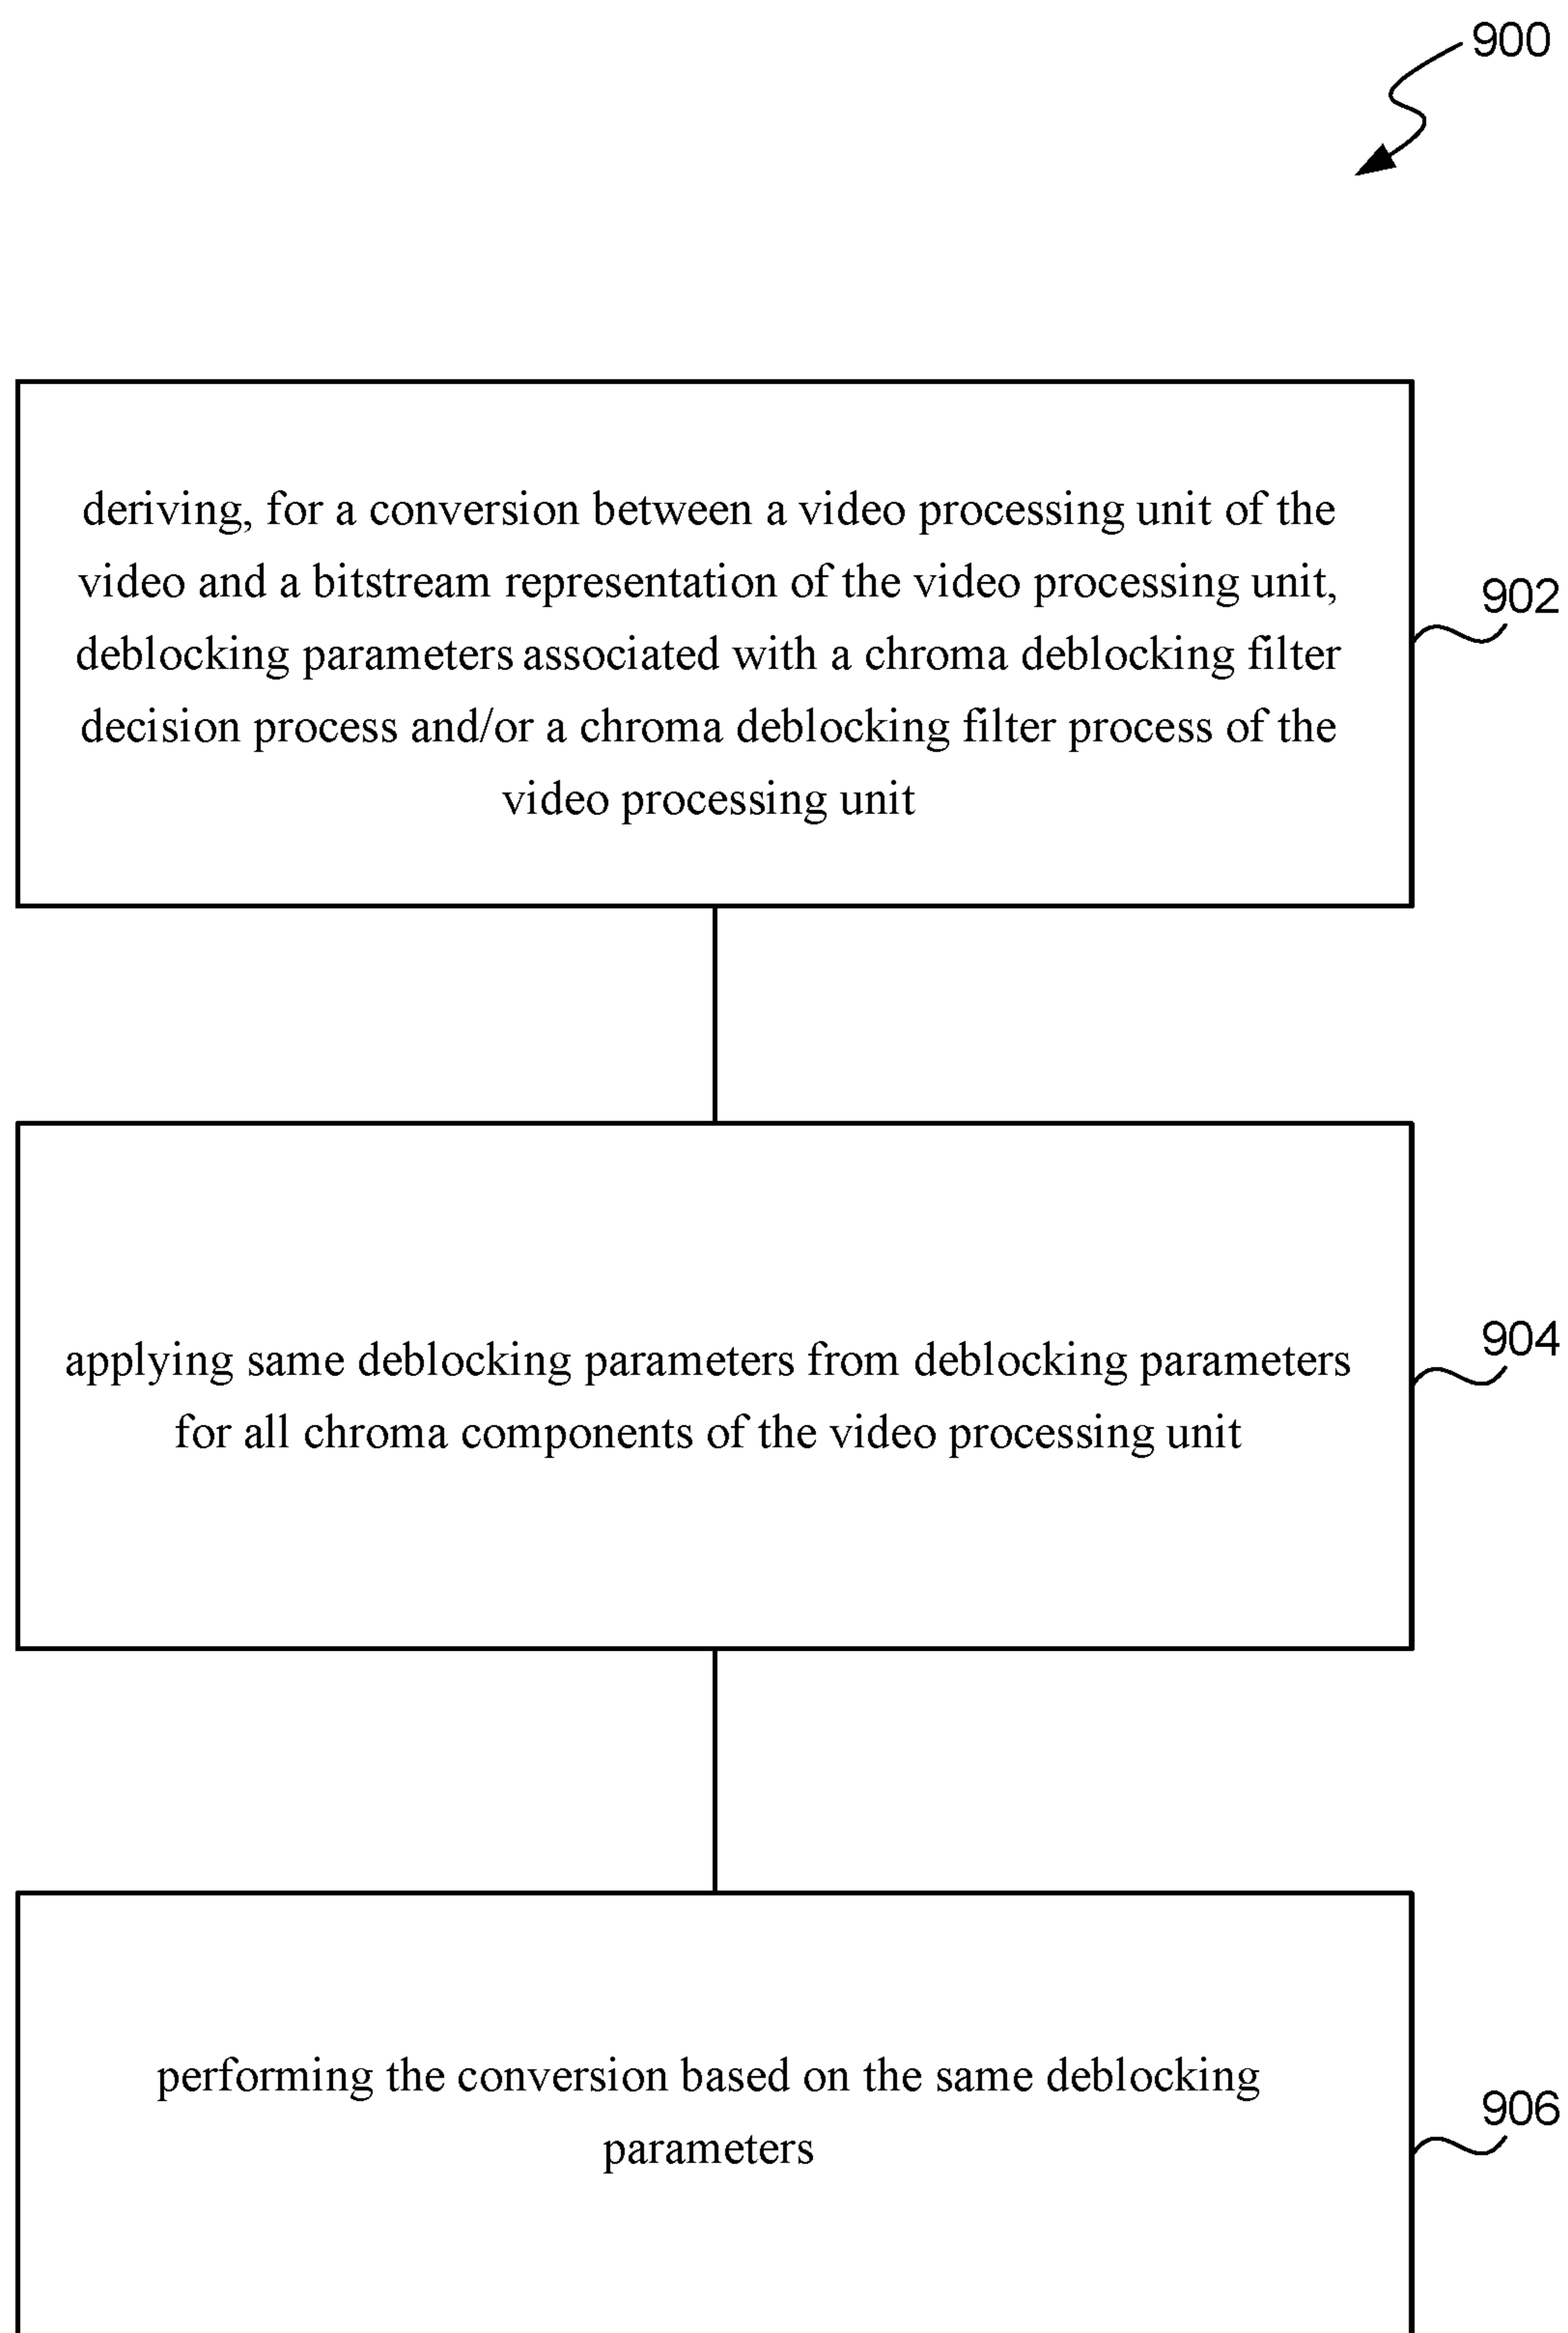 900
deriving, for a conversion between a video processing unit of the
video and a bitstream representation of the video processing unit,
deblocking parameters associated with a chroma deblocking filter
decision process and/or a chroma deblocking filter process of the
video processing unit
902
applying same deblocking parameters from deblocking parameters
for all chroma components of the video processing unit
904
performing the conversion based on the same deblocking
parameters
906